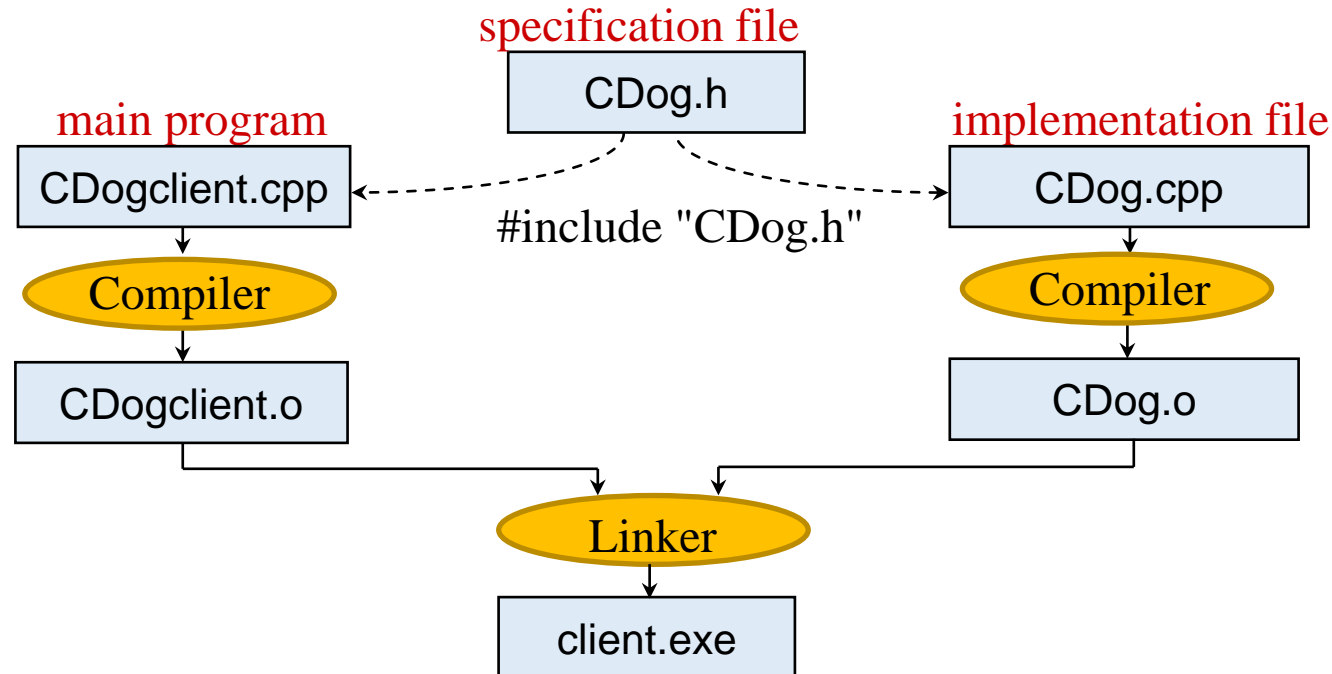 specification file
CDog.h
main program
implementation file
CDogclient.cpp
CDog.cpp
#include "CDog.h"
Compiler
Compiler
CDogclient.o
CDog.o
Linker
client.exe